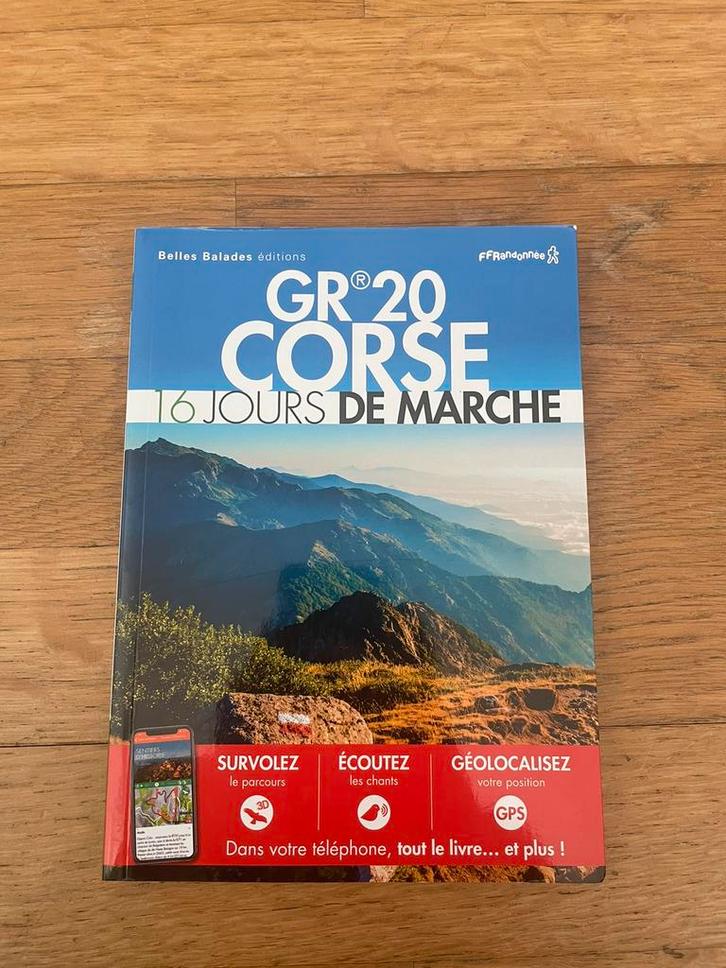 Belles Balades éditions
FFRandonnée
GR®20
CORSE
16 JOURS DE MARCHE
SURVOLEZ
le parcours
3D
ÉCOUTEZ
les chants
GÉOLOCALISEZ
votre position
GPS
Dans votre téléphone, tout le livre... et plus !